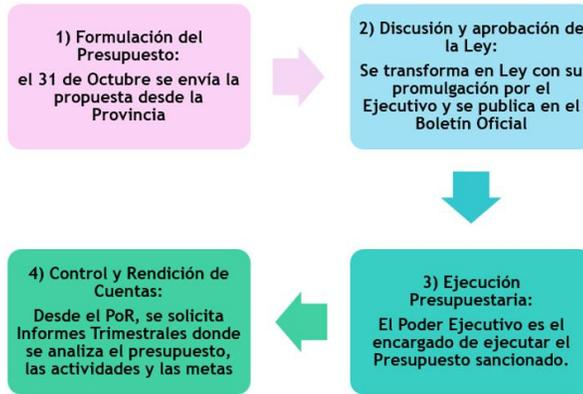 1) Formulación del
Presupuesto:
el 31 de Octubre se envía la
propuesta desde la
Provincia
2) Discusión y aprobación de
la Ley:
Se transforma en Ley con su
promulgación por el
Ejecutivo y se publica en el
Boletín Oficial
3) Ejecución
Presupuestaria:
El Poder Ejecutivo es el
encargado de ejecutar el
Presupuesto sancionado.
4) Control y Rendición de
Cuentas:
Desde el PoR, se solicita
Informes Trimestrales donde
se analiza el presupuesto,
las actividades y las metas